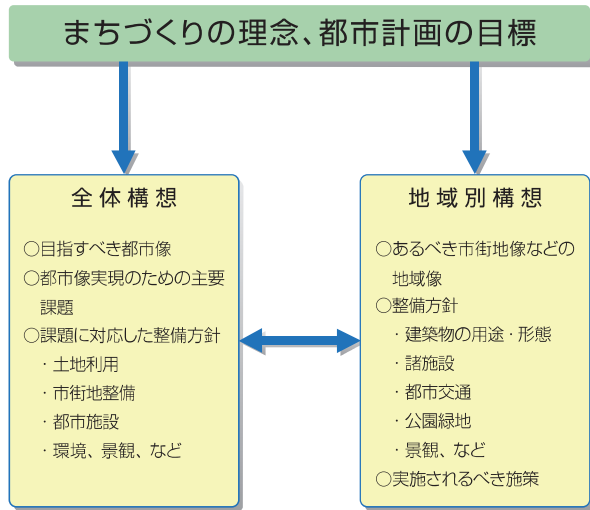 まちづくりの理念、都市計画の目標
全体構想
○目指すべき都市像
○都市像実現のための主要
課題
○課題に対応した整備方針
・土地利用
・市街地整備
・都市施設
・環境、景観、など
地域別構想
○あるべき市街地像などの
地域像
○整備方針
・建築物の用途・形態
・諸施設
・都市交通
・公園緑地
・景観、など
○実施されるべき施策